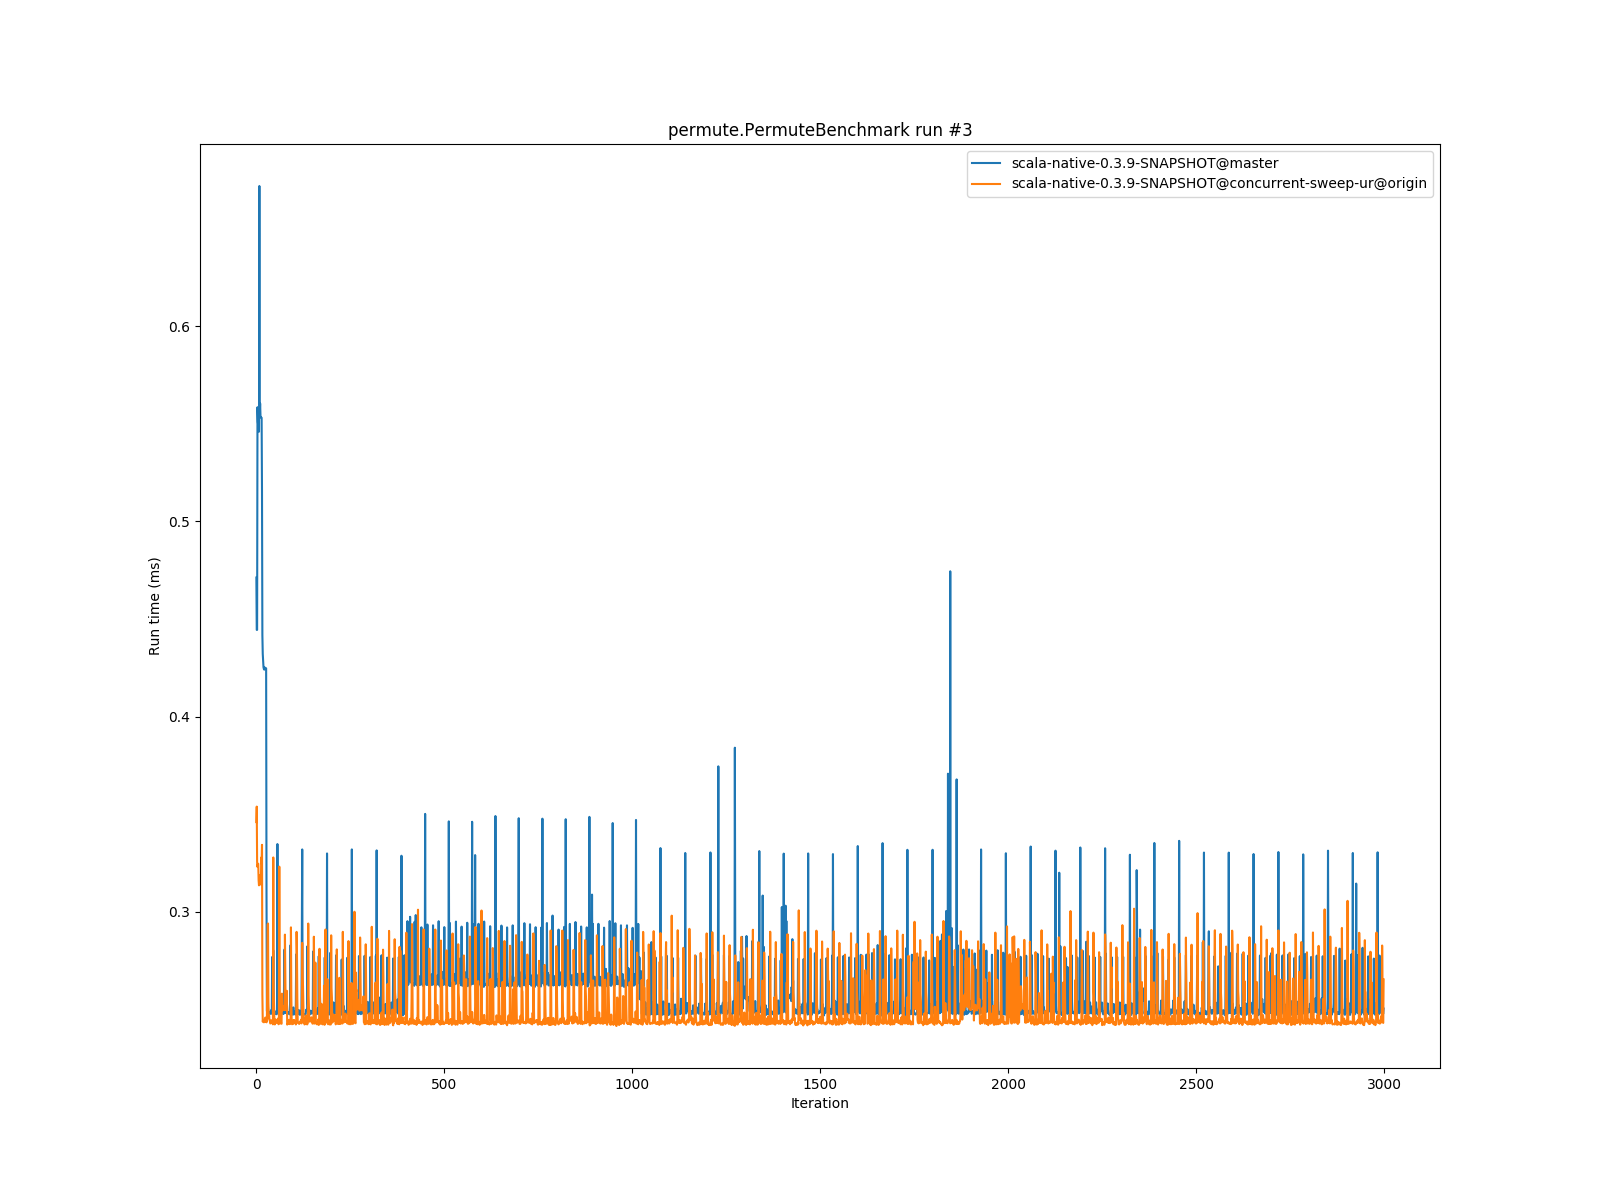 permute.PermuteBenchmark run #3
scala-native-0.3.9-SNAPSHOT@master
scala-native-0.3.9-SNAPSHOT@concurrent-sweep-ur@origin
Run time (ms)
0.6
0.5
0.4
0.3
0 500 1000 1500 2000 2500 3000
Iteration